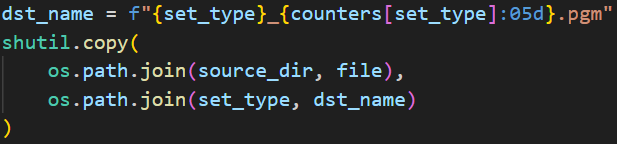 dst_name = f"{set_type}_{counters[set_type]:05d}.pgm"
shutil.copy(
    os.path.join(source_dir, file),
    os.path.join(set_type, dst_name)
)